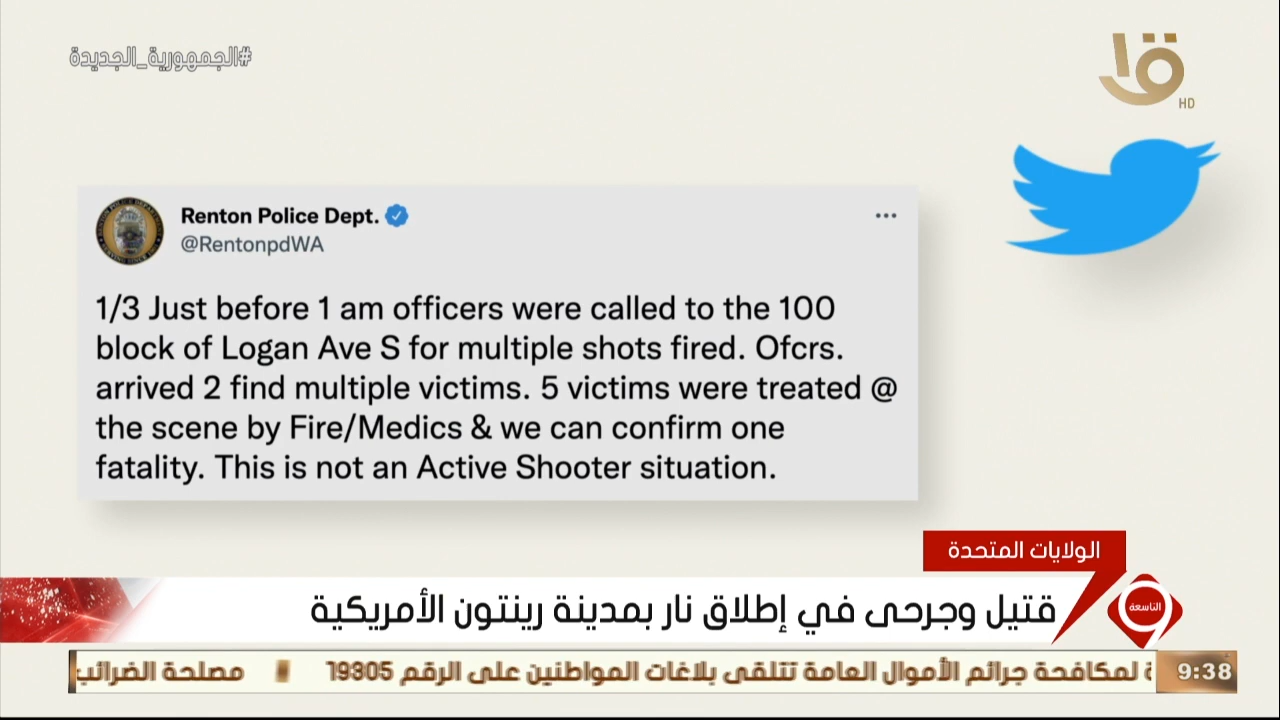 #الجمهورية_الجديدة
HD
Renton Police Dept.
@RentonpdWA
1/3 Just before 1 am officers were called to the 100
block of Logan Ave S for multiple shots fired. Ofcrs.
arrived 2 find multiple victims. 5 victims were treated @
the scene by Fire/Medics & we can confirm one
fatality. This is not an Active Shooter situation.
الولايات المتحدة
التاسعة
قتيل وجرحى في إطلاق نار بمدينة رينتون الأمريكية
لمكافحة جرائم الأموال العامة تتلقى بلاغات المواطنين على الرقم 19305 مصلحة الضرائب
9:38